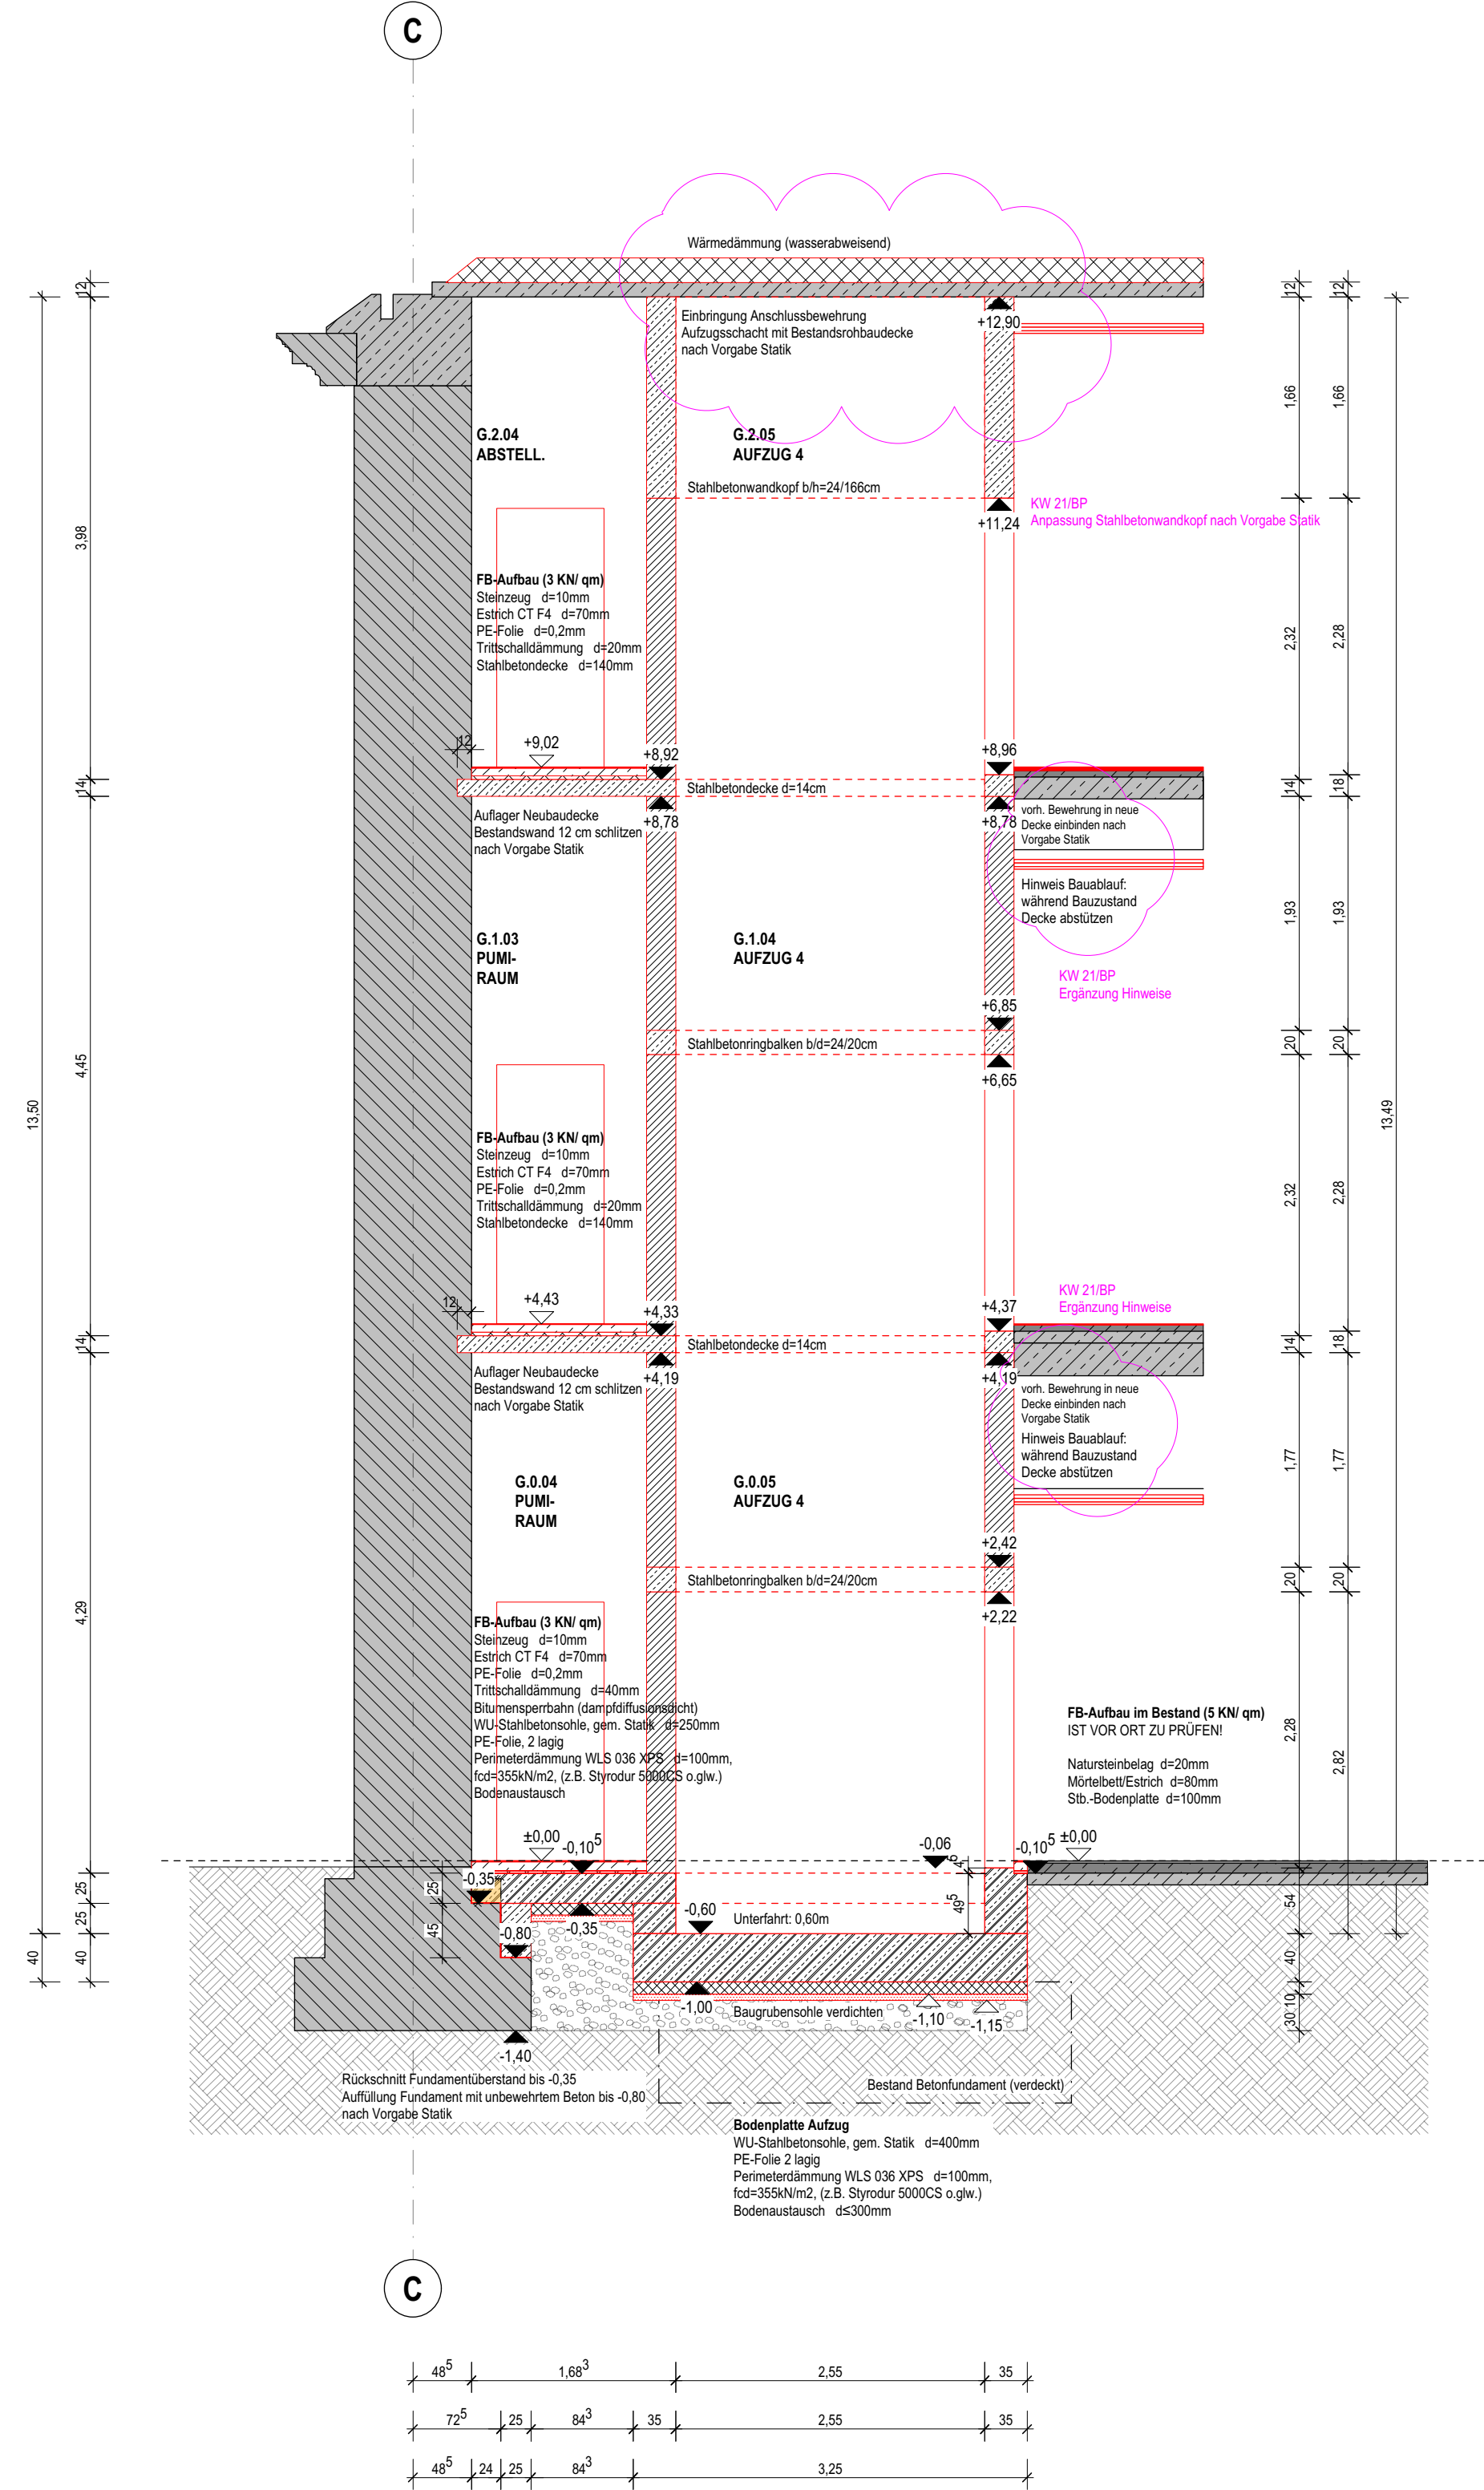 C
Wärmedämmung (wasserabweisend)
12
12
12
Einbringung Anschlussbewehrung
Aufzugsschacht mit Bestandsrohbaudecke
nach Vorgabe Statik
+12,90
1,66
1,66
G.2.04
ABSTELL.
G.2.05
AUFZUG 4
Stahlbetonwandkopf b/h=24/166cm
+11,24
KW 21/BP
Anpassung Stahlbetonwandkopf nach Vorgabe Statik
3,98
FB-Aufbau (3 KN/ qm)
Steinzeug d=10mm
Estrich CT F4 d=70mm
PE-Folie d=0,2mm
Trittschalldämmung d=20mm
Stahlbetondecke d=140mm
2,32
2,28
12
+9,02
+8,92
+8,96
14
Stahlbetondecke d=14cm
14
18
Auflager Neubaudecke
Bestandswand 12 cm schlitzen
nach Vorgabe Statik
+8,78
+8,78
vorh. Bewehrung in neue
Decke einbinden nach
Vorgabe Statik
Hinweis Bauablauf:
während Bauzustand
Decke abstützen
1,93
1,93
G.1.03
PUMI-
RAUM
G.1.04
AUFZUG 4
KW 21/BP
Ergänzung Hinweise
+6,85
Stahlbetonringbalken b/d=24/20cm
20
20
+6,65
4,45
13,50
13,49
FB-Aufbau (3 KN/ qm)
Steinzeug d=10mm
Estrich CT F4 d=70mm
PE-Folie d=0,2mm
Trittschalldämmung d=20mm
Stahlbetondecke d=140mm
2,32
2,28
KW 21/BP
Ergänzung Hinweise
12
+4,43
+4,33
+4,37
14
Stahlbetondecke d=14cm
14
18
Auflager Neubaudecke
Bestandswand 12 cm schlitzen
nach Vorgabe Statik
+4,19
+4,19
vorh. Bewehrung in neue
Decke einbinden nach
Vorgabe Statik
Hinweis Bauablauf:
während Bauzustand
Decke abstützen
1,77
1,77
G.0.04
PUMI-
RAUM
G.0.05
AUFZUG 4
+2,42
Stahlbetonringbalken b/d=24/20cm
20
20
+2,22
4,29
FB-Aufbau (3 KN/ qm)
Steinzeug d=10mm
Estrich CT F4 d=70mm
PE-Folie d=0,2mm
Trittschalldämmung d=40mm
Bitumensperrbahn (dampfdiffusionsdicht)
WU-Stahlbetonsohle, gem. Statik d=250mm
PE-Folie, 2 lagig
Perimeterdämmung WLS 036 XPS d=100mm,
fcd=355kN/m2, (z.B. Styrodur 5000CS o.glw.)
Bodenaustausch
FB-Aufbau im Bestand (5 KN/ qm)
IST VOR ORT ZU PRÜFEN!
Natursteinbelag d=20mm
Mörtelbett/Estrich d=80mm
Stb.-Bodenplatte d=100mm
2,28
2,82
±0,00
-0,10⁵
-0,06
4⁵
-0,10⁵
±0,00
25
25
-0,35
49⁵
54
25
45
-0,80
-0,35
-0,60
Unterfahrt: 0,60m
40
40
40
-1,00
Baugrubensohle verdichten
-1,10
-1,15
10
30
-1,40
Rückschnitt Fundamentüberstand bis -0,35
Auffüllung Fundament mit unbewehrtem Beton bis -0,80
nach Vorgabe Statik
Bestand Betonfundament (verdeckt)
Bodenplatte Aufzug
WU-Stahlbetonsohle, gem. Statik d=400mm
PE-Folie 2 lagig
Perimeterdämmung WLS 036 XPS d=100mm,
fcd=355kN/m2, (z.B. Styrodur 5000CS o.glw.)
Bodenaustausch d≤300mm
C
48⁵ 1,68³ 2,55 35
72⁵ 25 84³ 35 2,55 35
48⁵ 24 25 84³ 3,25